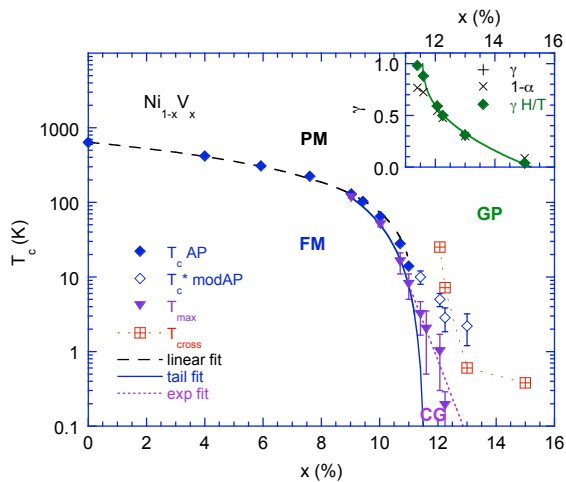 x (%)
12 14 16
1.0
0.5
0.0
γ
γ
1-α
γ H/T
Ni1-xVx
PM
FM
GP
CG
1000
100
10
1
0.1
Tc (K)
Tc AP
Tc* modAP
Tmax
Tcross
linear fit
tail fit
exp fit
0 2 4 6 8 10 12 14 16
x (%)